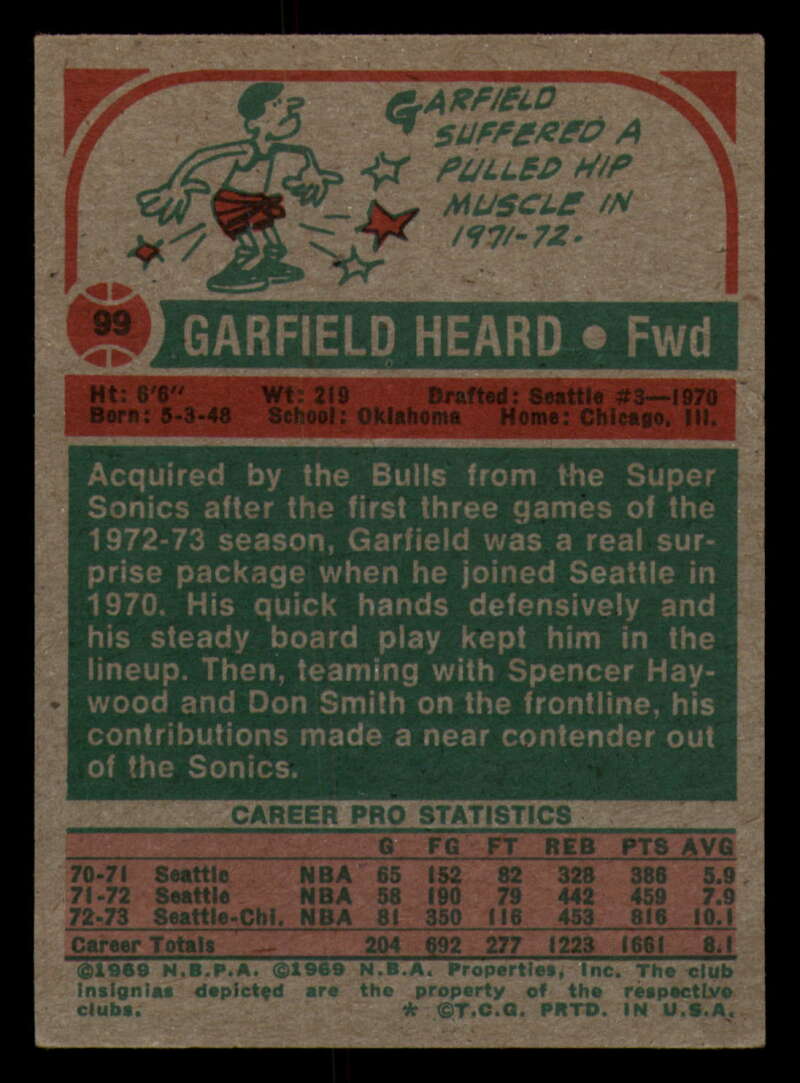 GARFIELD
SUFFERED A
PULLED HIP
MUSCLE IN
1971-72.
99
GARFIELD HEARD • Fwd
Ht: 6'6" Wt: 219 Drafted: Seattle #3—1970
Born: 5-3-48 School: Oklahoma Home: Chicago, Ill.
Acquired by the Bulls from the Super
Sonics after the first three games of the
1972-73 season, Garfield was a real sur-
prise package when he joined Seattle in
1970. His quick hands defensively and
his steady board play kept him in the
lineup. Then, teaming with Spencer Hay-
wood and Don Smith on the frontline, his
contributions made a near contender out
of the Sonics.
CAREER PRO STATISTICS
G FG FT REB PTS AVG
70-71 Seattle NBA 65 152 82 328 386 5.9
71-72 Seattle NBA 58 190 79 442 459 7.9
72-73 Seattle-Chi. NBA 81 350 116 453 816 10.1
Career Totals 204 692 277 1223 1661 8.1
©1969 N.B.P.A. ©1969 N.B.A. Properties, Inc. The club
insignias depicted are the property of the respective
clubs. * ©T.C.G. PRTD. IN U.S.A.